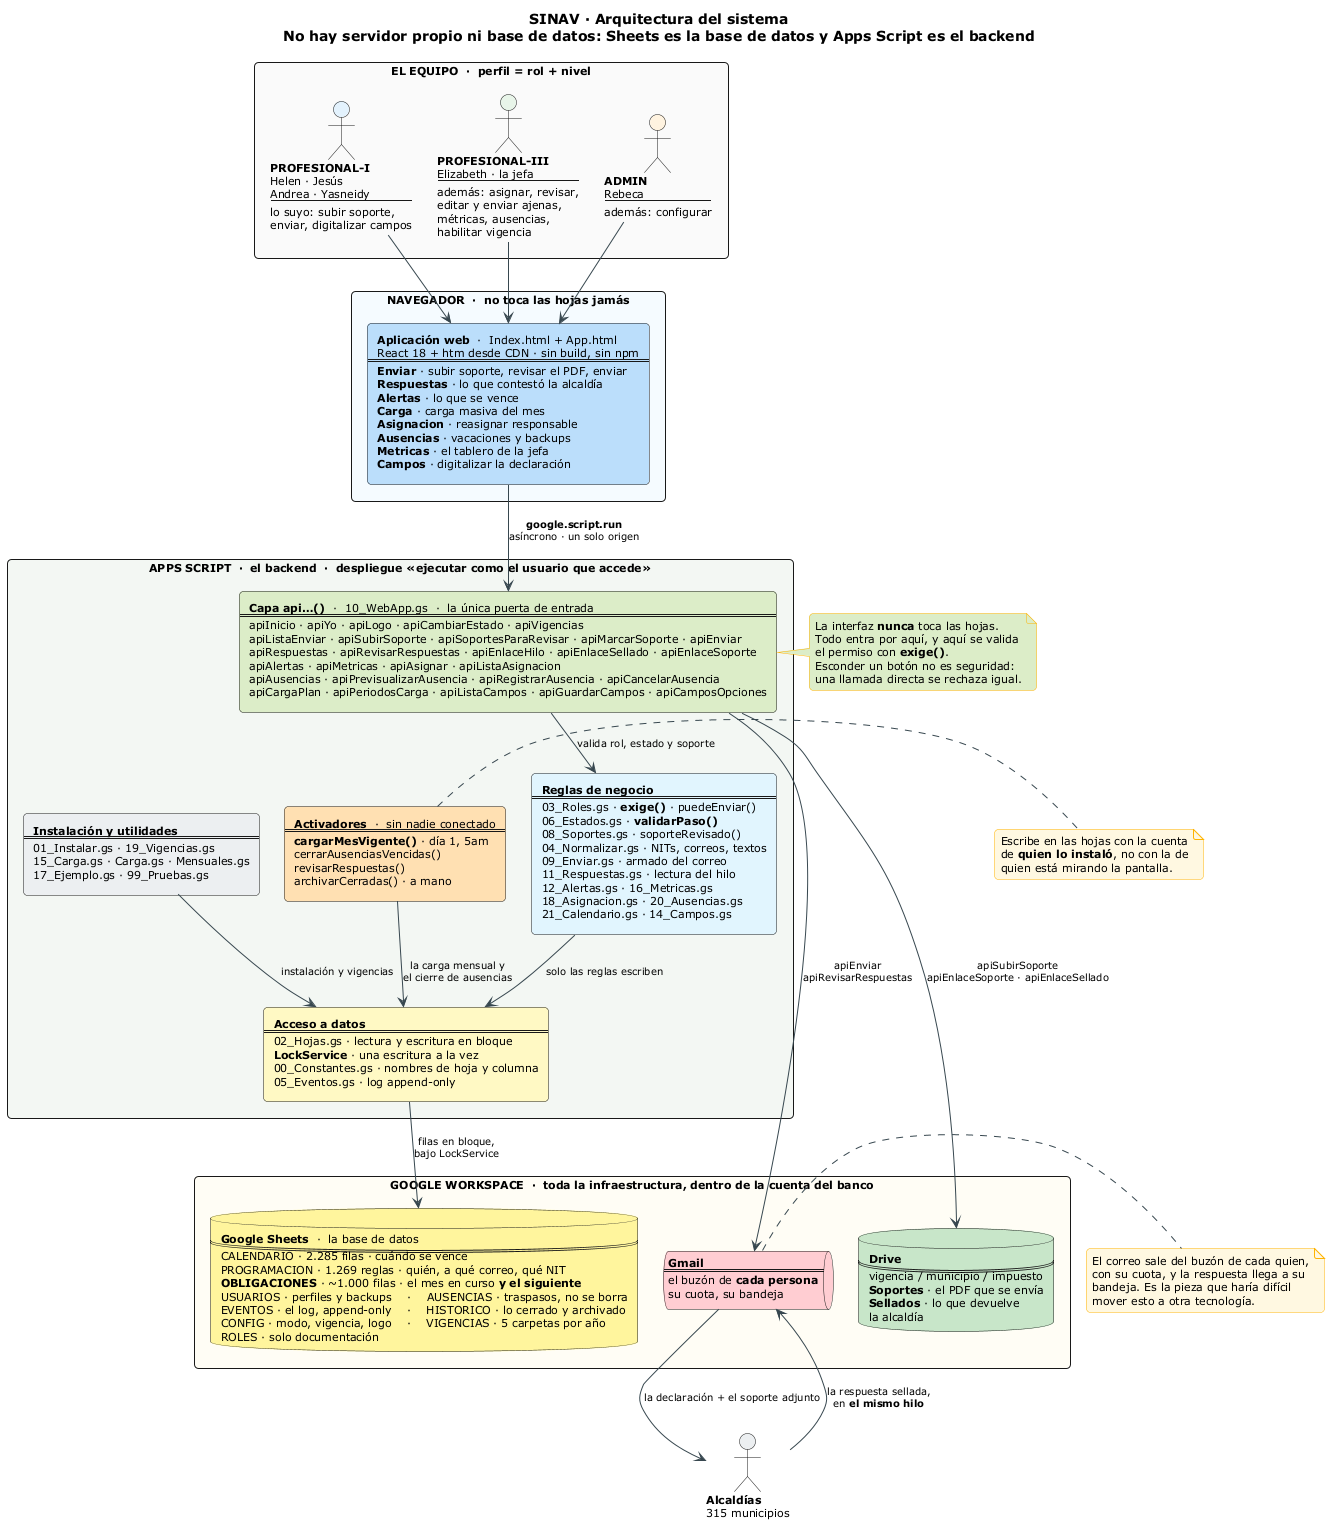 SINAV · Arquitectura del sistema
No hay servidor propio ni base de datos: Sheets es la base de datos y Apps Script es el backend
EL EQUIPO · perfil = rol + nivel
PROFESIONAL-I
Helen · Jesús
Andrea · Yasneidy
lo suyo: subir soporte,
enviar, digitalizar campos
PROFESIONAL-III
Elizabeth · la jefa
además: asignar, revisar,
editar y enviar ajenas,
métricas, ausencias,
habilitar vigencia
ADMIN
Rebeca
además: configurar
NAVEGADOR · no toca las hojas jamás
Aplicación web · Index.html + App.html
React 18 + htm desde CDN · sin build, sin npm
Enviar · subir soporte, revisar el PDF, enviar
Respuestas · lo que contestó la alcaldía
Alertas · lo que se vence
Carga · carga masiva del mes
Asignacion · reasignar responsable
Ausencias · vacaciones y backups
Metricas · el tablero de la jefa
Campos · digitalizar la declaración
google.script.run
asíncrono · un solo origen
APPS SCRIPT · el backend · despliegue «ejecutar como el usuario que accede»
Capa api...() · 10_WebApp.gs · la única puerta de entrada
apiInicio · apiYo · apiLogo · apiCambiarEstado · apiVigencias
apiListaEnviar · apiSubirSoporte · apiSoportesParaRevisar · apiMarcarSoporte · apiEnviar
apiRespuestas · apiRevisarRespuestas · apiEnlaceHilo · apiEnlaceSellado · apiEnlaceSoporte
apiAlertas · apiMetricas · apiAsignar · apiListaAsignacion
apiAusencias · apiPrevisualizarAusencia · apiRegistrarAusencia · apiCancelarAusencia
apiCargaPlan · apiPeriodosCarga · apiListaCampos · apiGuardarCampos · apiCamposOpciones
La interfaz nunca toca las hojas.
Todo entra por aquí, y aquí se valida
el permiso con exige().
Esconder un botón no es seguridad:
una llamada directa se rechaza igual.
valida rol, estado y soporte
Instalación y utilidades
01_Instalar.gs · 19_Vigencias.gs
15_Carga.gs · Carga.gs · Mensuales.gs
17_Ejemplo.gs · 99_Pruebas.gs
Activadores · sin nadie conectado
cargarMesVigente() · día 1, 5am
cerrarAusenciasVencidas()
revisarRespuestas()
archivarCerradas() · a mano
Reglas de negocio
03_Roles.gs · exige() · puedeEnviar()
06_Estados.gs · validarPaso()
08_Soportes.gs · soporteRevisado()
04_Normalizar.gs · NITs, correos, textos
09_Enviar.gs · armado del correo
11_Respuestas.gs · lectura del hilo
12_Alertas.gs · 16_Metricas.gs
18_Asignacion.gs · 20_Ausencias.gs
21_Calendario.gs · 14_Campos.gs
Escribe en las hojas con la cuenta
de quien lo instaló, no con la de
quien está mirando la pantalla.
instalación y vigencias
la carga mensual y
el cierre de ausencias
solo las reglas escriben
apiEnviar
apiRevisarRespuestas
apiSubirSoporte
apiEnlaceSoporte · apiEnlaceSellado
Acceso a datos
02_Hojas.gs · lectura y escritura en bloque
LockService · una escritura a la vez
00_Constantes.gs · nombres de hoja y columna
05_Eventos.gs · log append-only
filas en bloque,
bajo LockService
GOOGLE WORKSPACE · toda la infraestructura, dentro de la cuenta del banco
Google Sheets · la base de datos
CALENDARIO · 2.285 filas · cuándo se vence
PROGRAMACION · 1.269 reglas · quién, a qué correo, qué NIT
OBLIGACIONES · ~1.000 filas · el mes en curso y el siguiente
USUARIOS · perfiles y backups · AUSENCIAS · traspasos, no se borra
EVENTOS · el log, append-only · HISTORICO · lo cerrado y archivado
CONFIG · modo, vigencia, logo · VIGENCIAS · 5 carpetas por año
ROLES · solo documentación
Gmail
el buzón de cada persona
su cuota, su bandeja
Drive
vigencia / municipio / impuesto
Soportes · el PDF que se envía
Sellados · lo que devuelve
la alcaldía
El correo sale del buzón de cada quien,
con su cuota, y la respuesta llega a su
bandeja. Es la pieza que haría difícil
mover esto a otra tecnología.
la declaración + el soporte adjunto
la respuesta sellada,
en el mismo hilo
Alcaldías
315 municipios